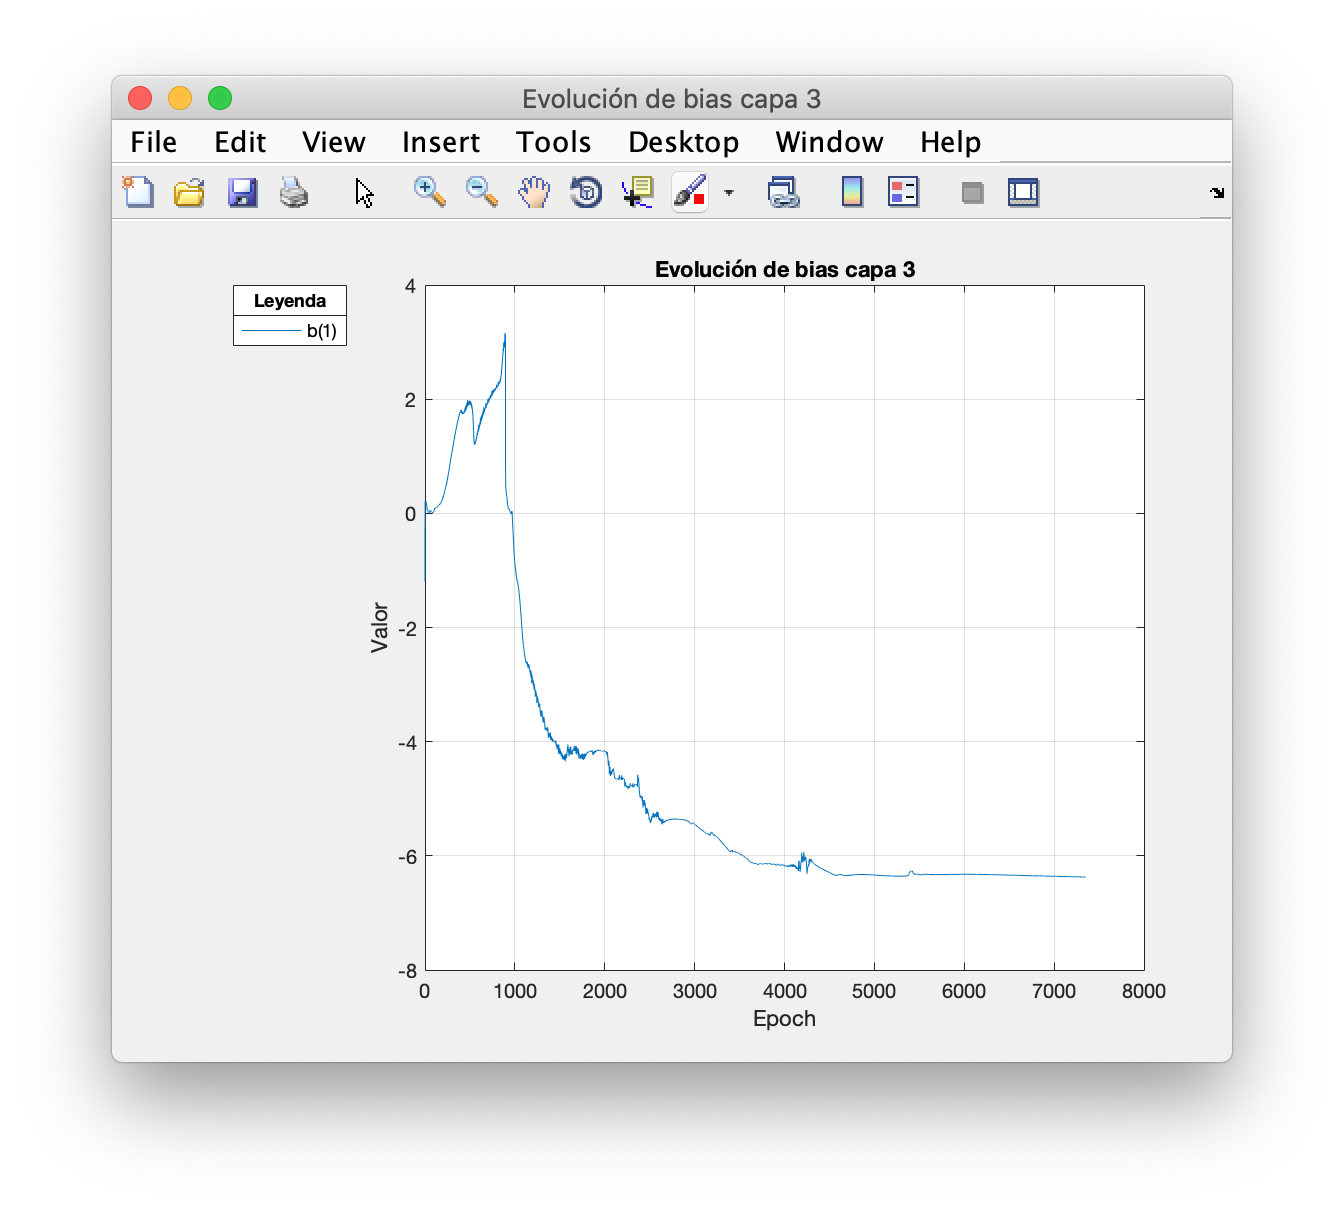 Evolución de bias capa 3
File Edit View Insert Tools Desktop Window Help
Evolución de bias capa 3
Leyenda
b(1)
4
2
0
-2
-4
-6
-8
Valor
0 1000 2000 3000 4000 5000 6000 7000 8000
Epoch